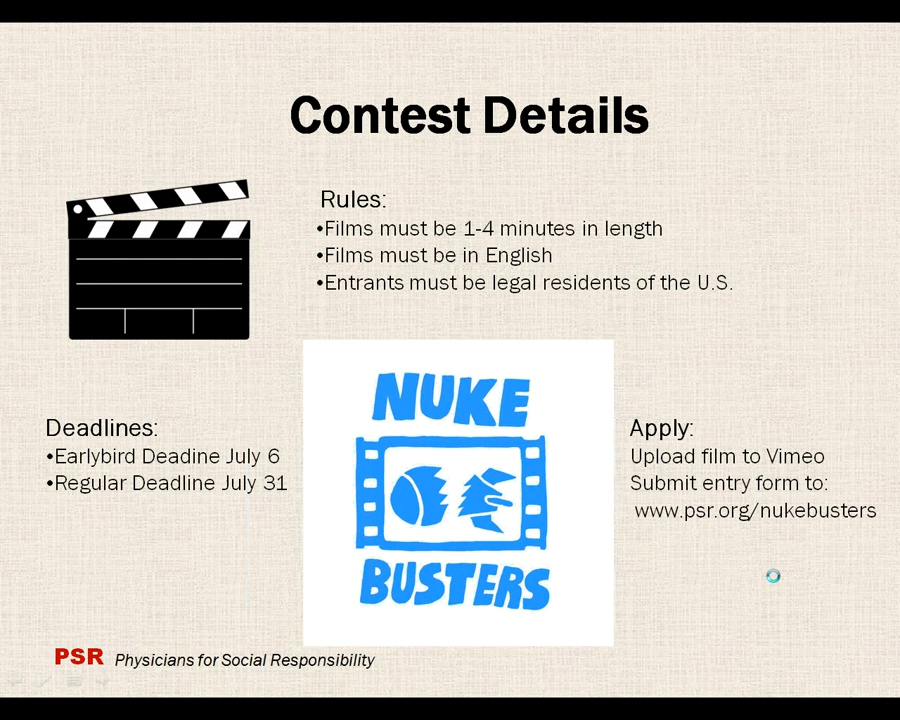 Contest Details
Rules:
•Films must be 1-4 minutes in length
•Films must be in English
•Entrants must be legal residents of the U.S.
Deadlines:
•Earlybird Deadine July 6
•Regular Deadline July 31
NUKE
BUSTERS
Apply:
Upload film to Vimeo
Submit entry form to:
www.psr.org/nukebusters
PSR Physicians for Social Responsibility